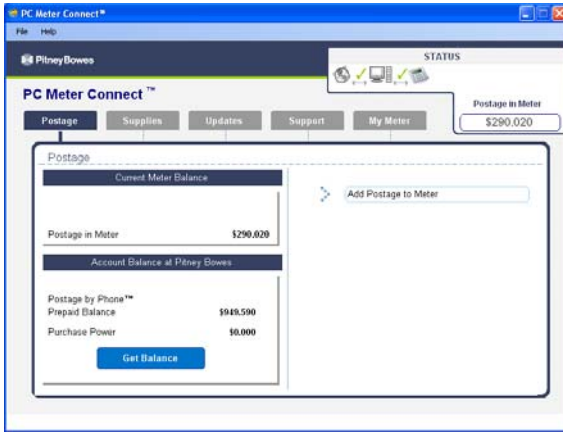 PC Meter Connect™
File Help
Pitney Bowes
STATUS
PC Meter Connect ™
Postage in Meter
$290.020
Postage Supplies Updates Support My Meter
Postage
Current Meter Balance
Add Postage to Meter
Postage in Meter $290.020
Account Balance at Pitney Bowes
Postage by Phone™
Prepaid Balance $949.590
Purchase Power $0.000
Get Balance